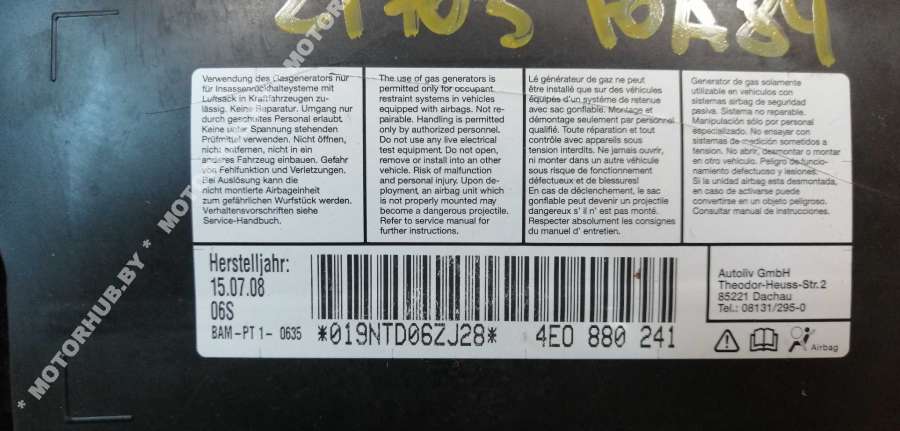 Verwendung des Gasgenerators nur
für Insassenrückhaltesysteme mit
Luftsack in Kraftfahrzeugen zu-
lässig. Keine Reparatur. Umgang nur
durch geschultes Personal erlaubt.
Keine unter Spannung stehenden
Prüfmittel verwenden. Nicht öffnen,
nicht entfernen, nicht in ein
anderes Fahrzeug einbauen. Gefahr
von Fehlfunktion und Verletzungen.
Bei Auslösung kann die
nicht montierte Airbageinheit
zum gefährlichen Wurfstück werden.
Verhaltensvorschriften siehe
Service-Handbuch.
The use of gas generators is
permitted only for occupant
restraint systems in vehicles
equipped with airbags. Not re-
pairable. Handling is permitted
only by authorized personnel.
Do not use any live electrical
test equipment. Do not open,
remove or install into an other
vehicle. Risk of malfunction
and personal injury. Upon de-
ployment, an airbag unit which
is not properly mounted may
become a dangerous projectile.
Refer to service manual for
further instructions.
Lé générateur de gaz ne peut
être installé que sur des véhicules
équipés d'un système de retenue
avec sac gonflable. Montage et
démontage seulement par personnel
qualifié. Toute réparation et tout
contrôle avec appareils sous
tension interdits. Ne jamais ouvrir,
ni monter dans un autre véhicule
sous risque de fonctionnement
défectueux et de blessures!
En cas de déclenchement, le sac
gonflable peut devenir un projectile
dangereux s' il n' est pas monté.
Respecter absolument les consignes
du manuel d' entretien.
Generator de gas solamente
utilizable en vehiculos con
sistemas airbag de seguridad
pasiva. Sistema no reparable.
Manipulación sólo por personal
especializado. No ensayar con
sistemas de medición sometidos a
tension. No abrir, desmontar o montar
en otro vehiculo. Peligro de funcio-
namiento defectuoso y lesiones.
Si la unidad airbag esta desmontada,
en caso de activarse puede
convertirse en un objeto peligroso.
Consultar manual de instrucciones.
Herstelljahr:
15.07.08
06S
BAM-PT 1- 0635
*019NTD06ZJ28*
4E0 880 241
Autoliv GmbH
Theodor-Heuss-Str.2
85221 Dachau
Tel.: 08131/295-0
Airbag
* MOTORHUB.BY * MOTORHUB.BY